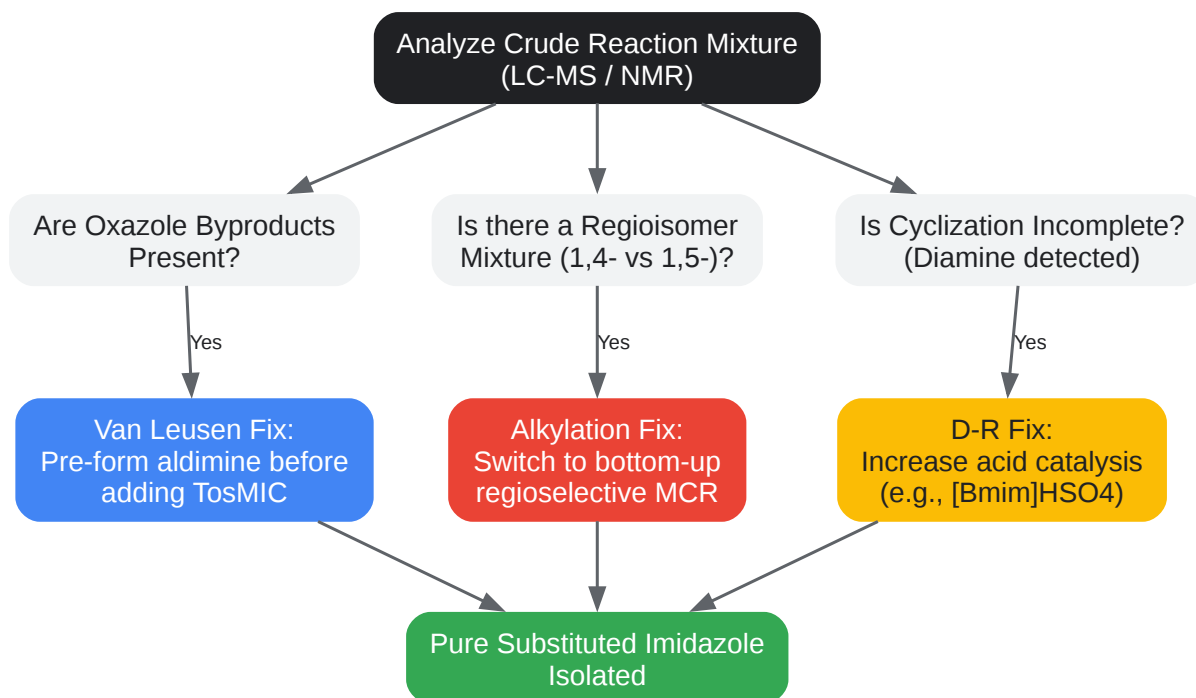 Analyze Crude Reaction Mixture
(LC-MS / NMR)
Are Oxazole Byproducts
Present?
Is there a Regioisomer
Mixture (1,4- vs 1,5-)?
Is Cyclization Incomplete?
(Diamine detected)
Yes
Yes
Yes
Van Leusen Fix:
Pre-form aldimine before
adding TosMIC
Alkylation Fix:
Switch to bottom-up
regioselective MCR
D-R Fix:
Increase acid catalysis
(e.g., [Bmim]HSO4)
Pure Substituted Imidazole
Isolated